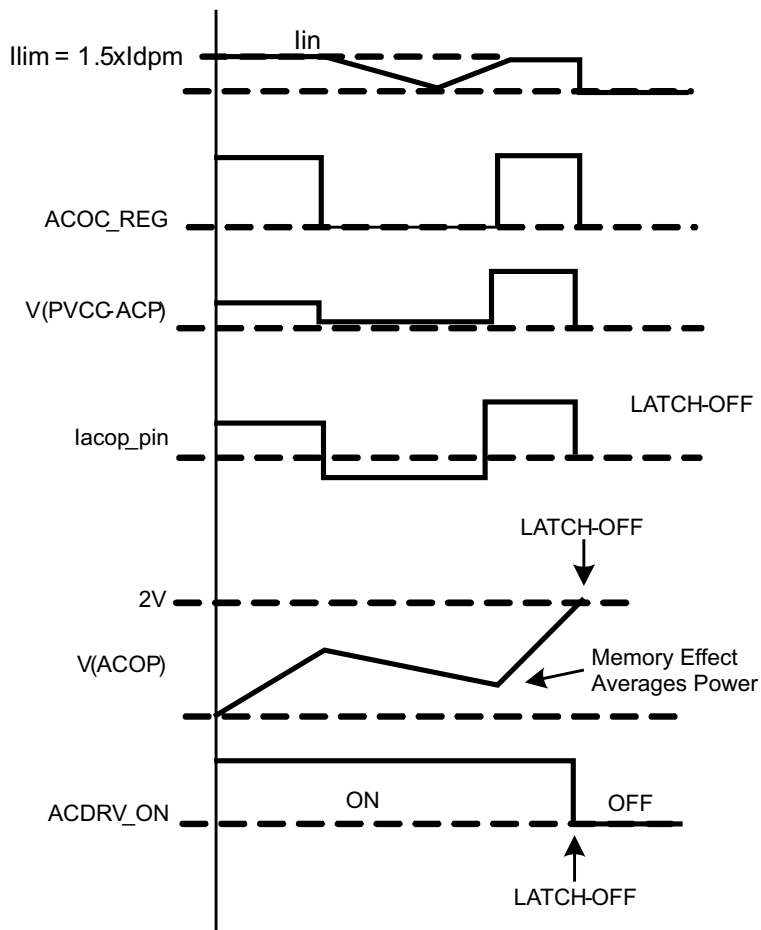 Iin
Ilim = 1.5xIdpm
ACOC_REG
V(PVCC-ACP)
LATCH-OFF
Iacop_pin
LATCH-OFF
2V
V(ACOP)
Memory Effect
Averages Power
ON
OFF
ACDRV_ON
LATCH-OFF